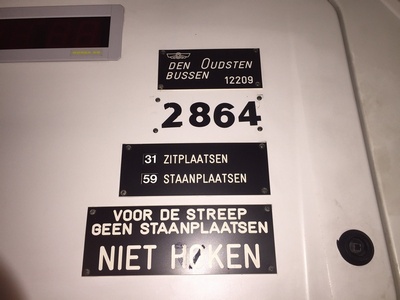 DEN OUDSTEN
BUSSEN 12209
2864
31 ZITPLAATSEN
59 STAANPLAATSEN
VOOR DE STREEP
GEEN STAANPLAATSEN
NIET HOKEN